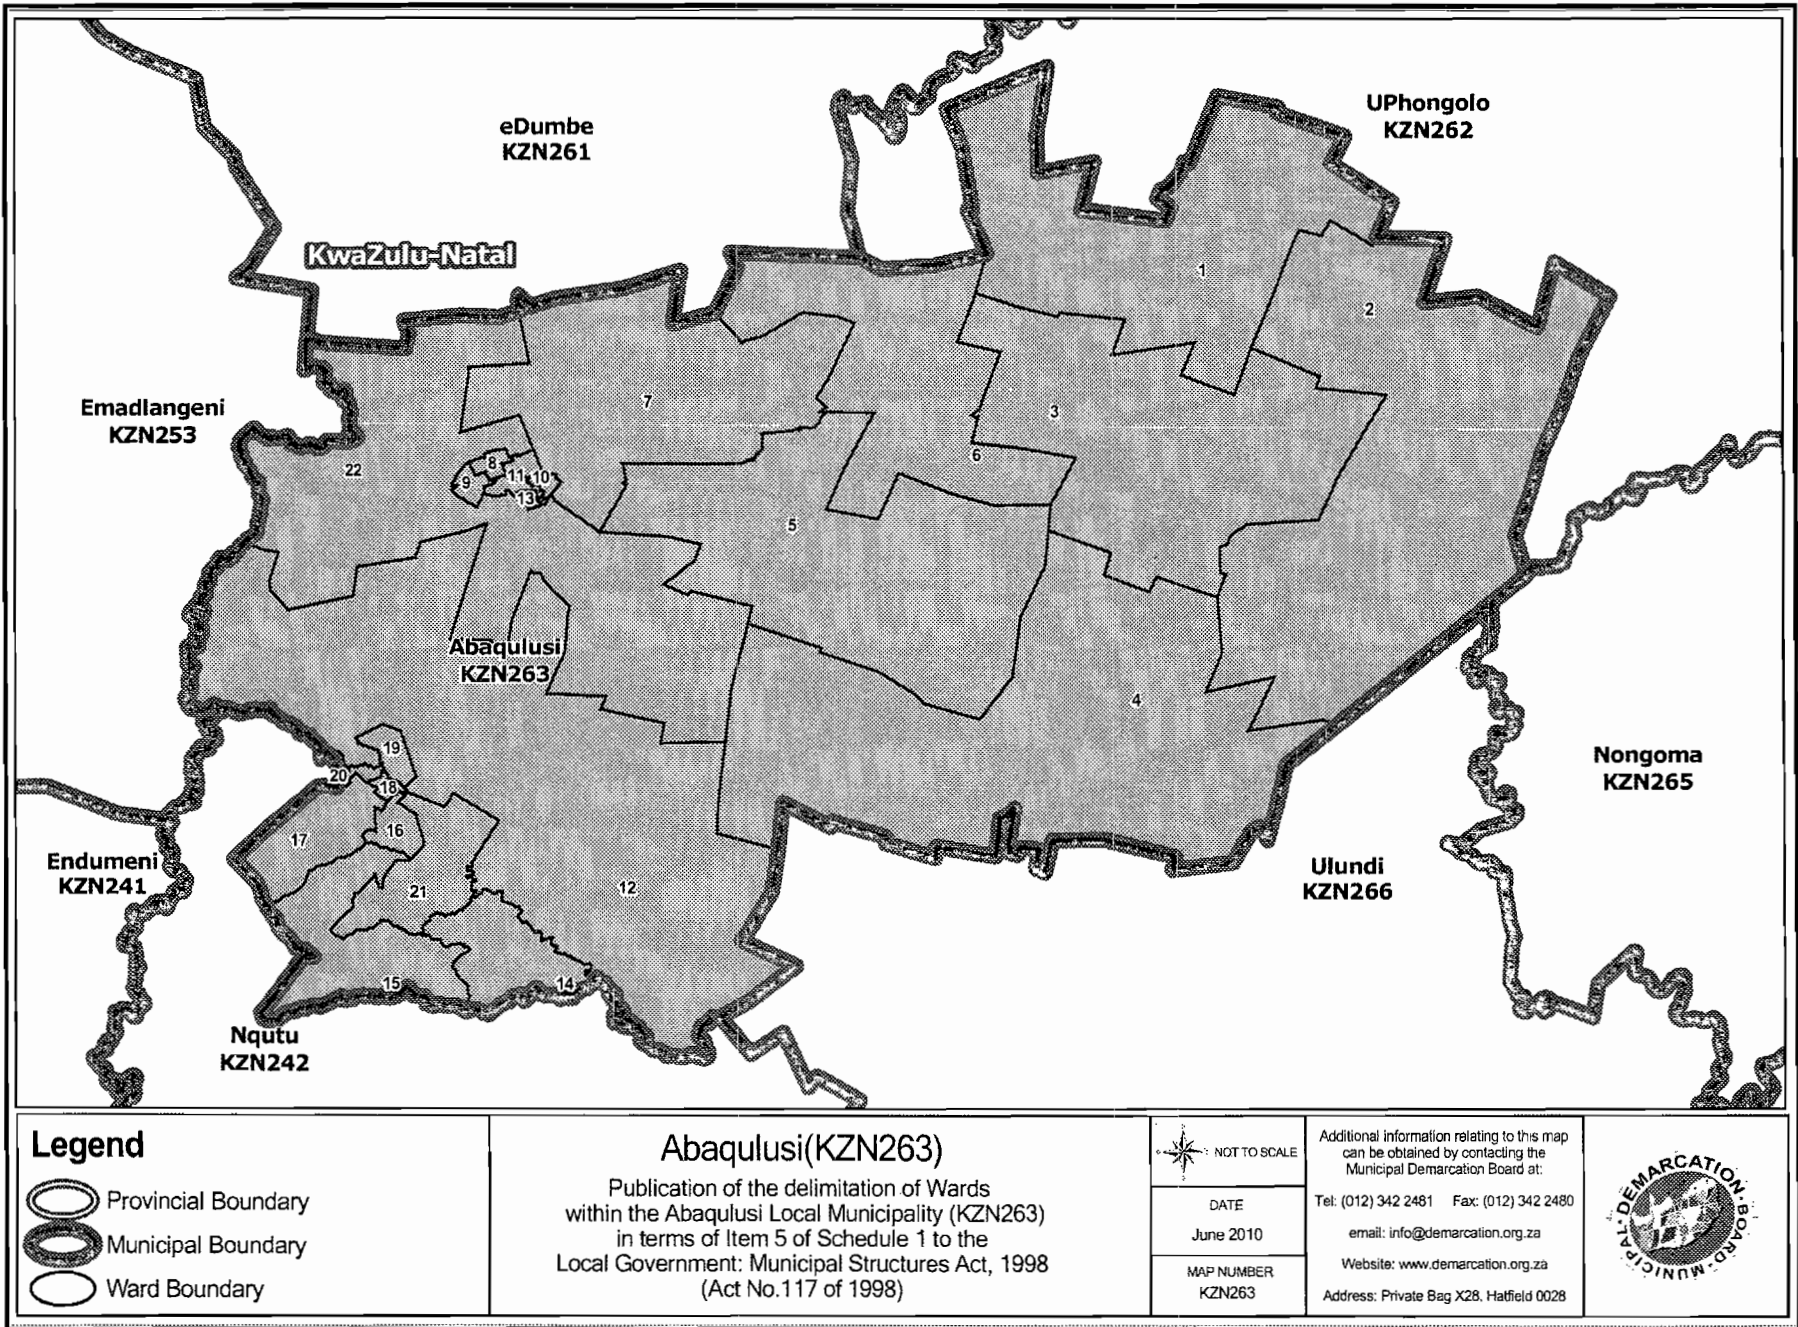 eDumbe
KZN261
UPhongolo
KZN262
KwaZulu-Natal
1
2
Emadlangeni
KZN253
7
3
22
6
8
9
11
10
13
5
Abaqulusi
KZN263
4
19
20
18
Nongoma
KZN265
17
16
Endumeni
KZN241
21
12
Ulundi
KZN266
15
14
Nqutu
KZN242
Legend
Provincial Boundary
Municipal Boundary
Ward Boundary
Abaqulusi(KZN263)
Publication of the delimitation of Wards
within the Abaqulusi Local Municipality (KZN263)
in terms of Item 5 of Schedule 1 to the
Local Government: Municipal Structures Act, 1998
(Act No.117 of 1998)
NOT TO SCALE
DATE
June 2010
MAP NUMBER
KZN263
Additional information relating to this map
can be obtained by contacting the
Municipal Demarcation Board at:
Tel: (012) 342 2481 Fax: (012) 342 2480
email: info@demarcation.org.za
Website: www.demarcation.org.za
Address: Private Bag X28, Hatfield 0028
MUNICIPAL · DEMARCATION · BOARD ·